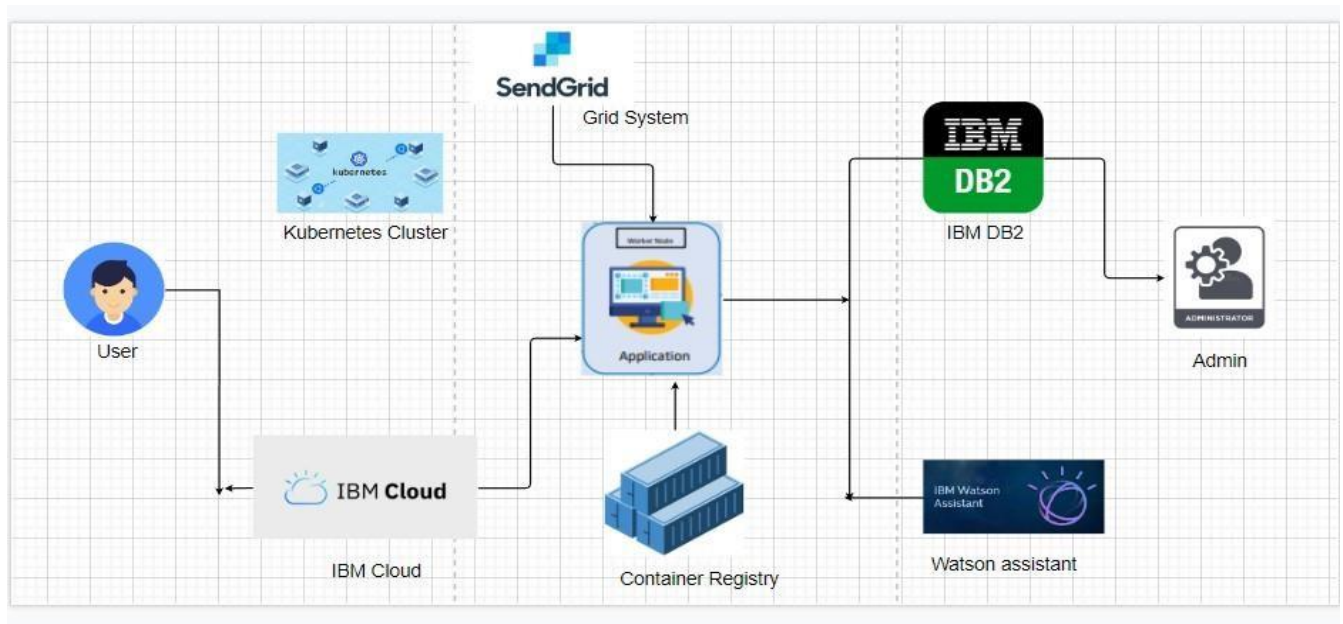 SendGrid
Grid System
kubernetes
Kubernetes Cluster
IBM
DB2
IBM DB2
Worker Node
Application
User
ADMINISTRATOR
Admin
IBM Cloud
IBM Cloud
Container Registry
IBM Watson
Assistant
Watson assistant